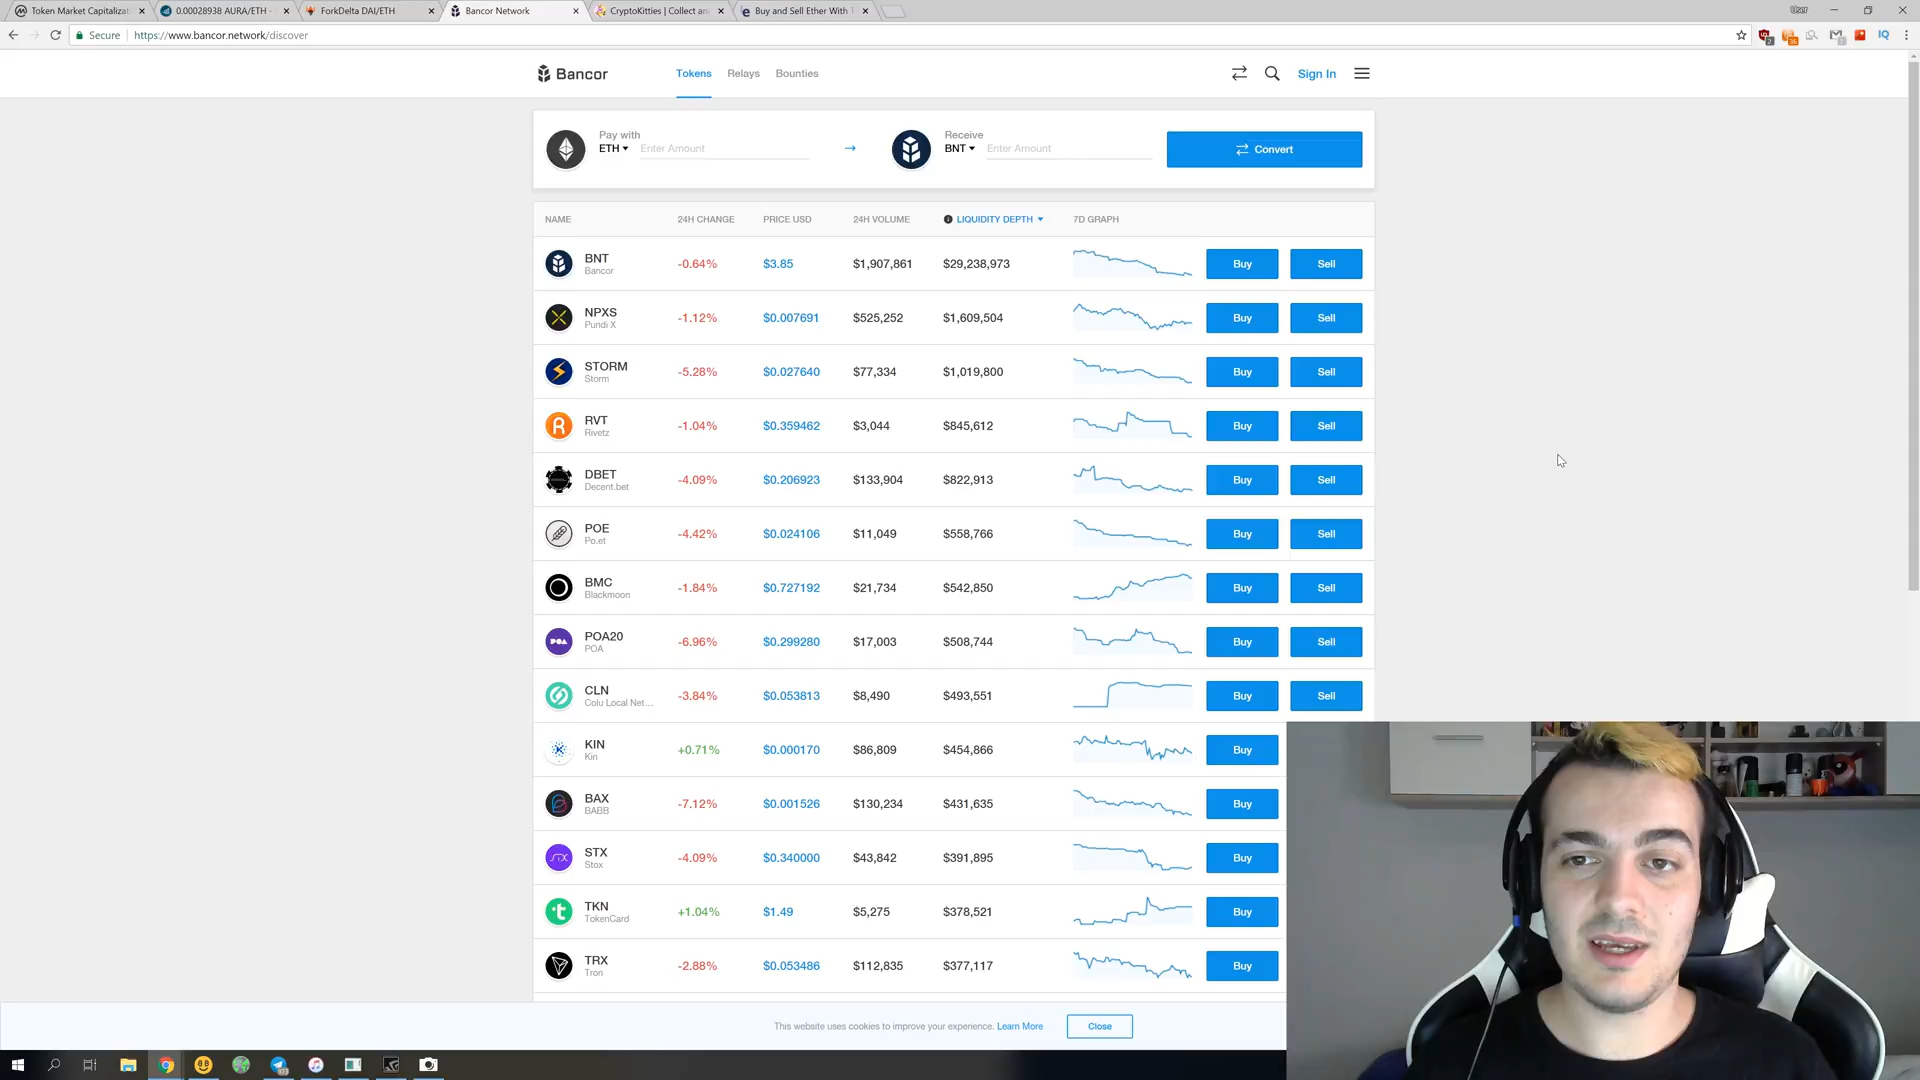 Token Market Capitalizat
0.00028938 AURA/ETH -
ForkDelta DAI/ETH
Bancor Network
CryptoKitties | Collect an
Buy and Sell Ether With
User
Secure
https://www.bancor.network/discover
Bancor
Tokens
Relays
Bounties
Sign In
Pay with
ETH
Enter Amount
Receive
BNT
Enter Amount
Convert
NAME 24H CHANGE PRICE USD 24H VOLUME LIQUIDITY DEPTH 7D GRAPH
BNT
Bancor
-0.64% $3.85 $1,907,861 $29,238,973 Buy Sell
NPXS
Pundi X
-1.12% $0.007691 $525,252 $1,609,504 Buy Sell
STORM
Storm
-5.28% $0.027640 $77,334 $1,019,800 Buy Sell
RVT
Rivetz
-1.04% $0.359462 $3,044 $845,612 Buy Sell
DBET
Decent.bet
-4.09% $0.206923 $133,904 $822,913 Buy Sell
POE
Po.et
-4.42% $0.024106 $11,049 $558,766 Buy Sell
BMC
Blackmoon
-1.84% $0.727192 $21,734 $542,850 Buy Sell
POA20
POA
-6.96% $0.299280 $17,003 $508,744 Buy Sell
CLN
Colu Local Net...
-3.84% $0.053813 $8,490 $493,551 Buy Sell
KIN
Kin
+0.71% $0.000170 $86,809 $454,866 Buy
BAX
BABB
-7.12% $0.001526 $130,234 $431,635 Buy
STX
Stox
-4.09% $0.340000 $43,842 $391,895 Buy
TKN
TokenCard
+1.04% $1.49 $5,275 $378,521 Buy
TRX
Tron
-2.88% $0.053486 $112,835 $377,117 Buy
This website uses cookies to improve your experience. Learn More
Close